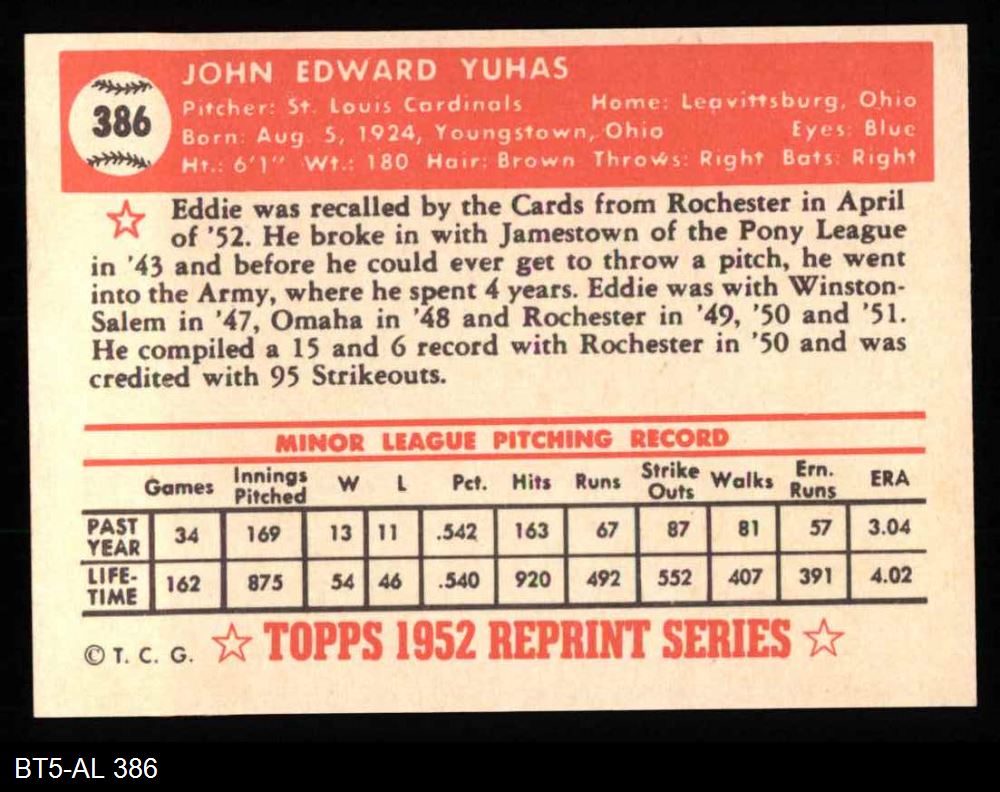 386
JOHN EDWARD YUHAS
Pitcher: St. Louis Cardinals Home: Leavittsburg, Ohio
Born: Aug. 5, 1924, Youngstown, Ohio Eyes: Blue
Ht.: 6'1" Wt.: 180 Hair: Brown Throws: Right Bats: Right
Eddie was recalled by the Cards from Rochester in April
of '52. He broke in with Jamestown of the Pony League
in '43 and before he could ever get to throw a pitch, he went
into the Army, where he spent 4 years. Eddie was with Winston-
Salem in '47, Omaha in '48 and Rochester in '49, '50 and '51.
He compiled a 15 and 6 record with Rochester in '50 and was
credited with 95 Strikeouts.
MINOR LEAGUE PITCHING RECORD
Games Innings Pitched W L Pct. Hits Runs Strike Outs Walks Ern. Runs ERA
PAST YEAR 34 169 13 11 .542 163 67 87 81 57 3.04
LIFE-TIME 162 875 54 46 .540 920 492 552 407 391 4.02
© T. C. G. TOPPS 1952 REPRINT SERIES
BT5-AL 386